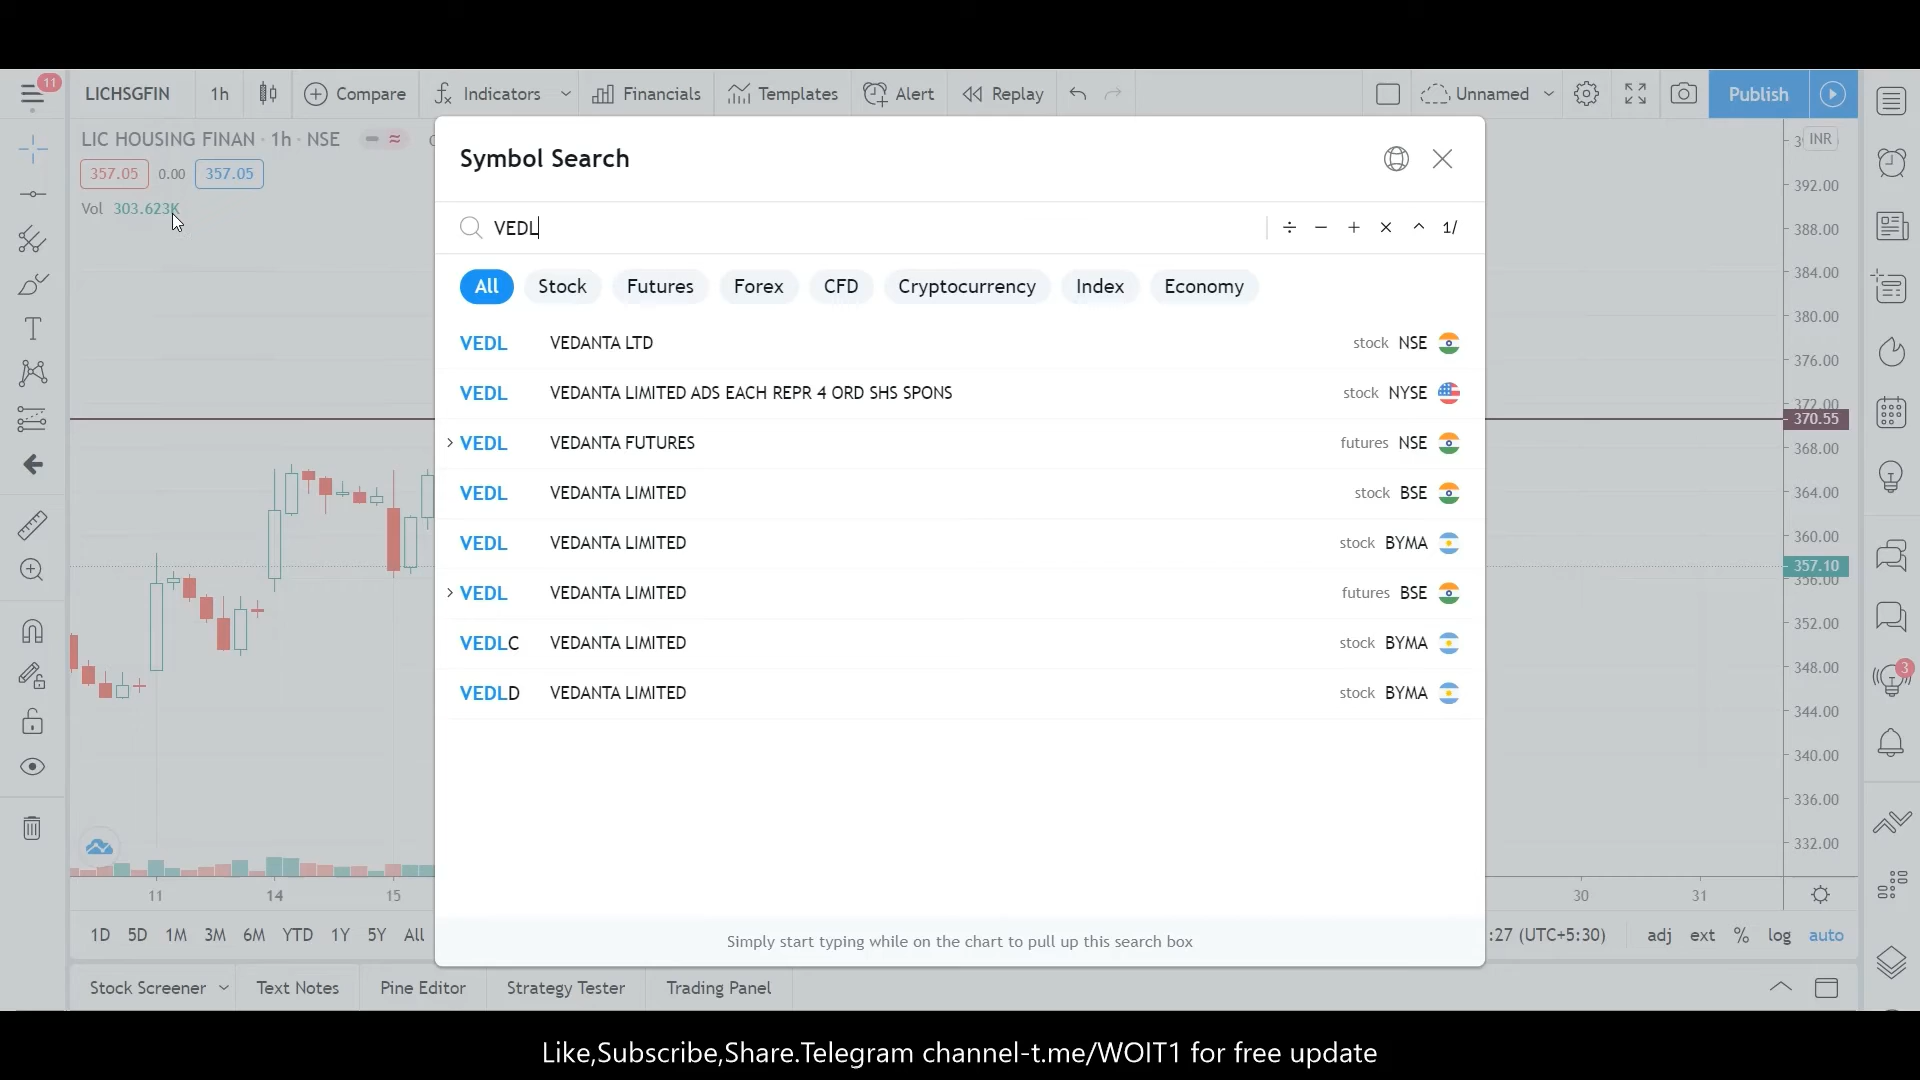 11
LICHSGFIN 1h Compare Indicators Financials Templates Alert Replay Unnamed Publish
LIC HOUSING FINAN · 1h · NSE
357.05 0.00 357.05
Vol 303.623K
Symbol Search
VEDL ÷ − + × ^ 1/
All Stock Futures Forex CFD Cryptocurrency Index Economy
VEDL VEDANTA LTD stock NSE
VEDL VEDANTA LIMITED ADS EACH REPR 4 ORD SHS SPONS stock NYSE
VEDL VEDANTA FUTURES futures NSE
VEDL VEDANTA LIMITED stock BSE
VEDL VEDANTA LIMITED stock BYMA
VEDL VEDANTA LIMITED futures BSE
VEDLC VEDANTA LIMITED stock BYMA
VEDLD VEDANTA LIMITED stock BYMA
Simply start typing while on the chart to pull up this search box
INR
392.00
388.00
384.00
380.00
376.00
372.00
370.55
368.00
364.00
360.00
357.10
356.00
352.00
348.00
344.00
340.00
336.00
332.00
3
11 14 15 30 31
1D 5D 1M 3M 6M YTD 1Y 5Y All :27 (UTC+5:30) adj ext % log auto
Stock Screener Text Notes Pine Editor Strategy Tester Trading Panel
Like,Subscribe,Share.Telegram channel-t.me/WOIT1 for free update